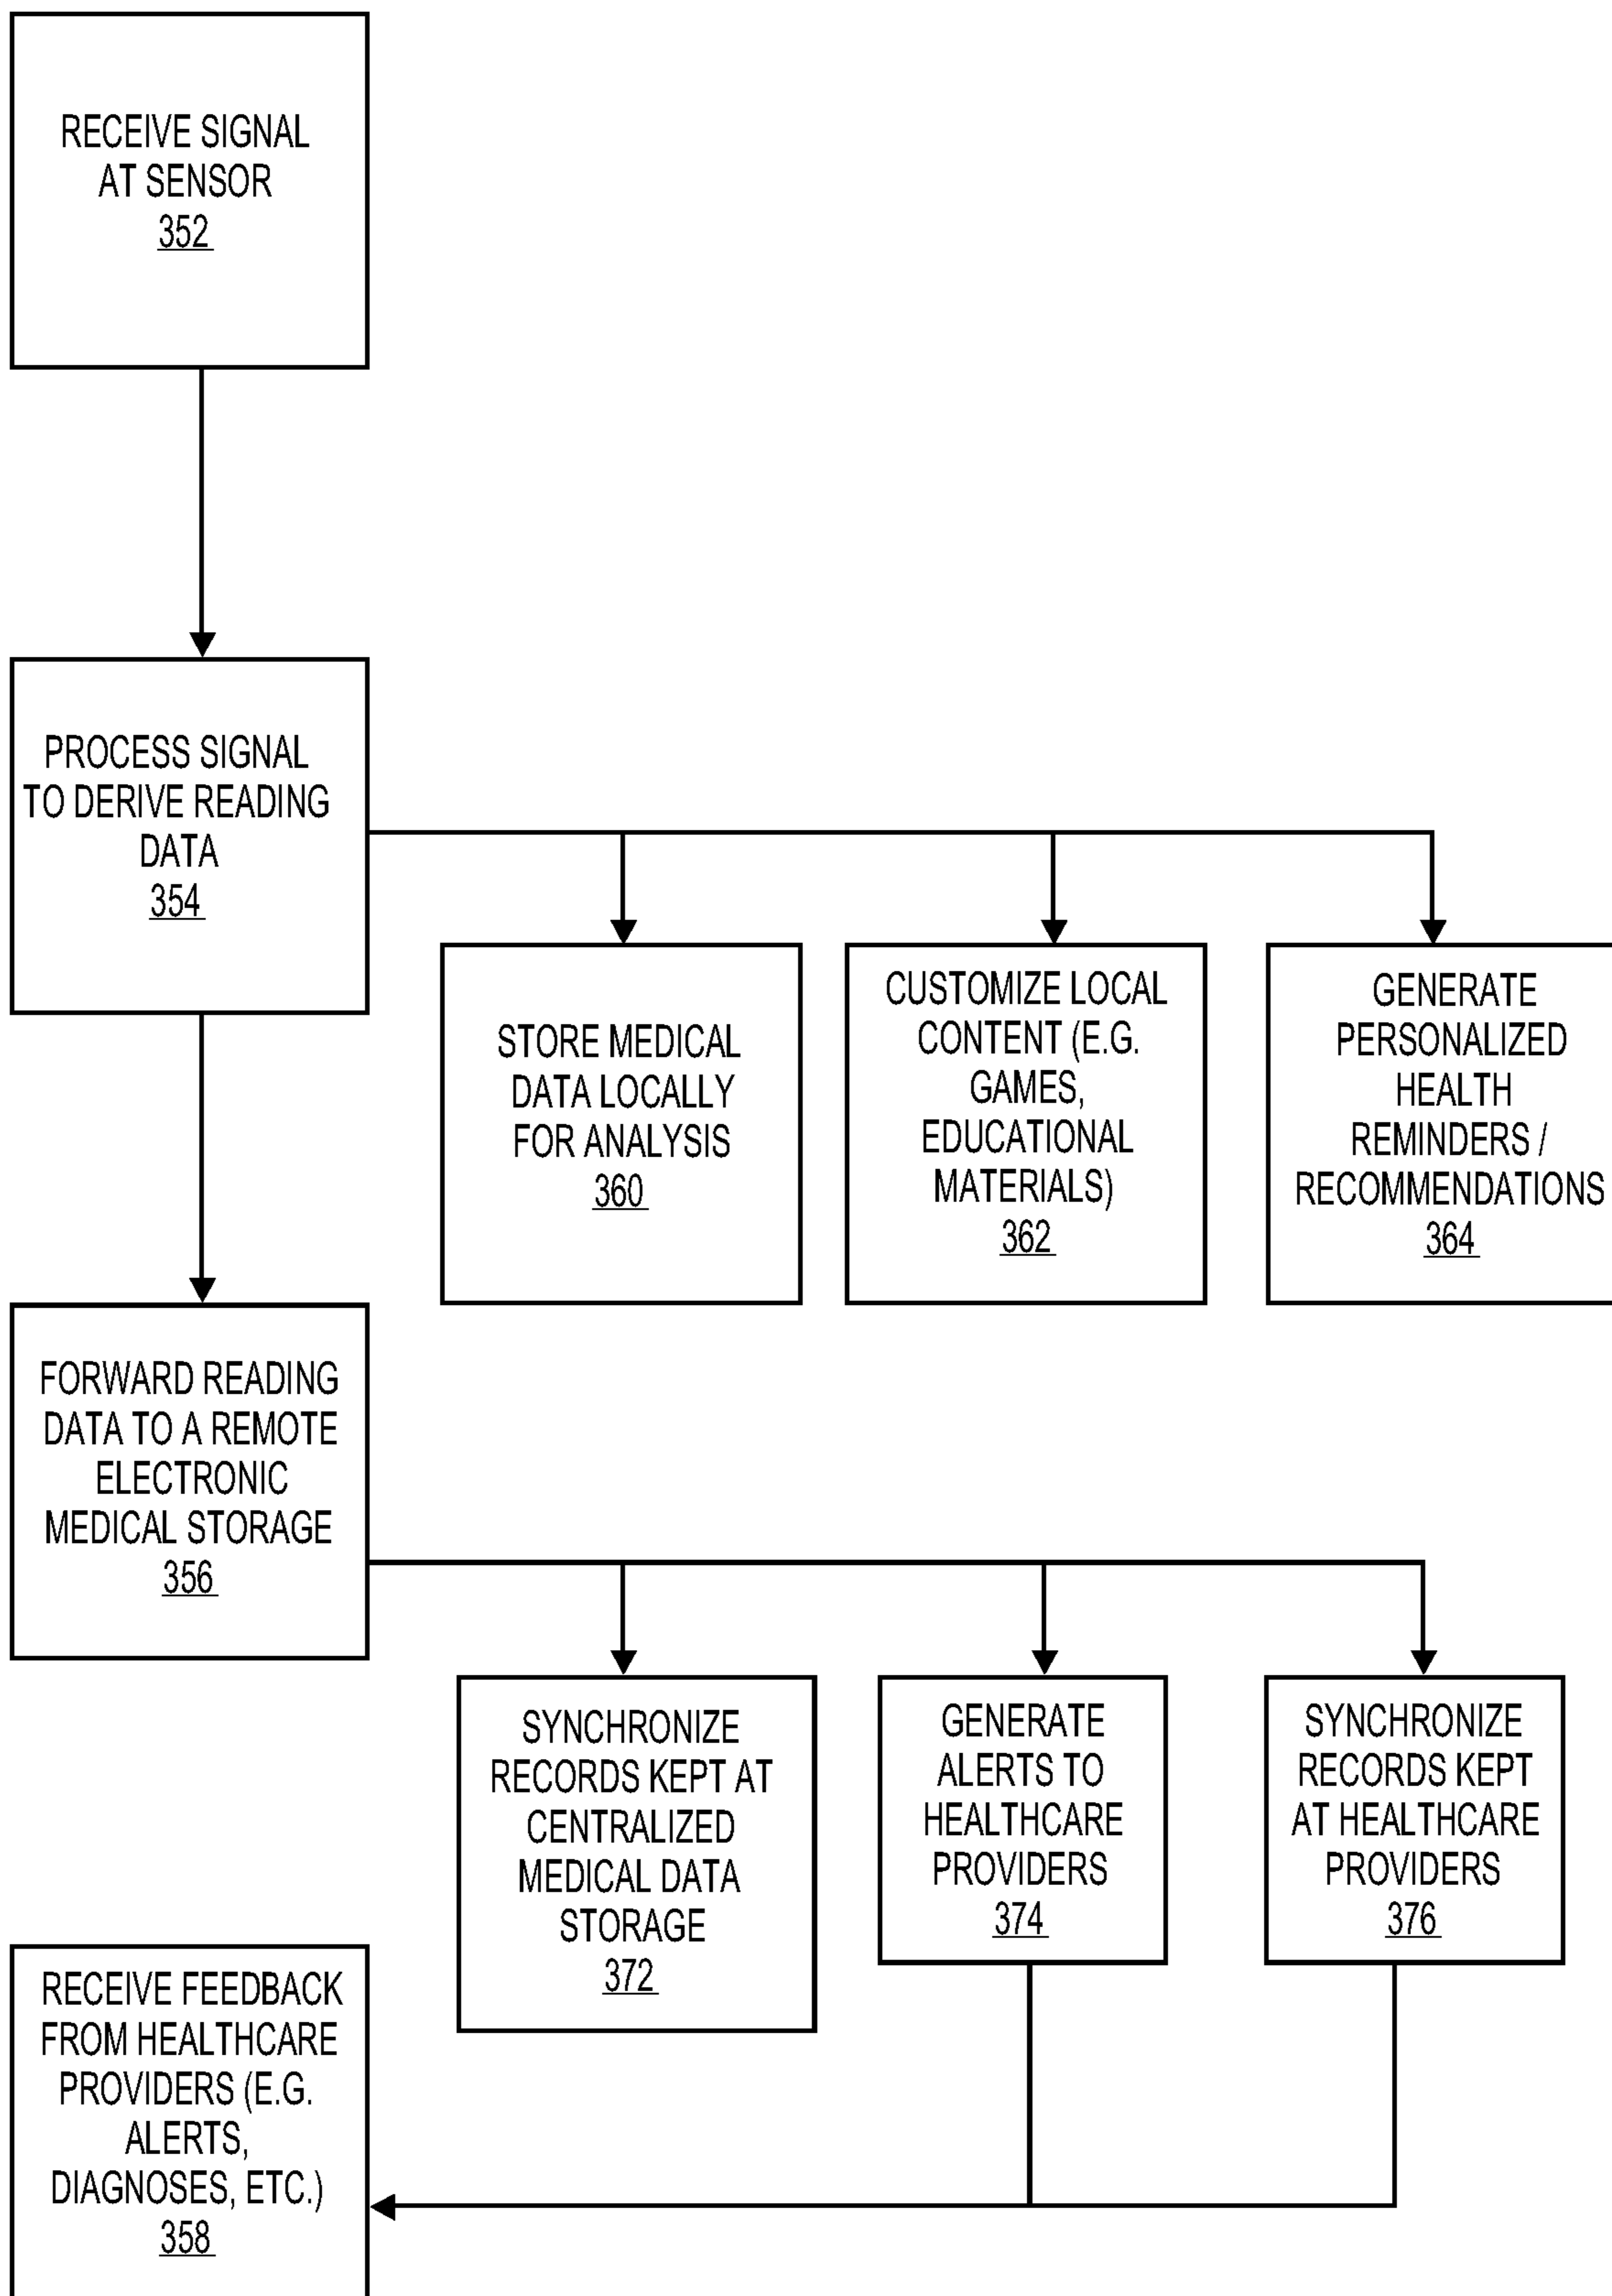 RECEIVE SIGNAL
AT SENSOR
352
PROCESS SIGNAL
TO DERIVE READING
DATA
354
STORE MEDICAL
DATA LOCALLY
FOR ANALYSIS
360
CUSTOMIZE LOCAL
CONTENT (E.G.
GAMES,
EDUCATIONAL
MATERIALS)
362
GENERATE
PERSONALIZED
HEALTH
REMINDERS /
RECOMMENDATIONS
364
FORWARD READING
DATA TO A REMOTE
ELECTRONIC
MEDICAL STORAGE
356
SYNCHRONIZE
RECORDS KEPT AT
CENTRALIZED
MEDICAL DATA
STORAGE
372
GENERATE
ALERTS TO
HEALTHCARE
PROVIDERS
374
SYNCHRONIZE
RECORDS KEPT
AT HEALTHCARE
PROVIDERS
376
RECEIVE FEEDBACK
FROM HEALTHCARE
PROVIDERS (E.G.
ALERTS,
DIAGNOSES, ETC.)
358